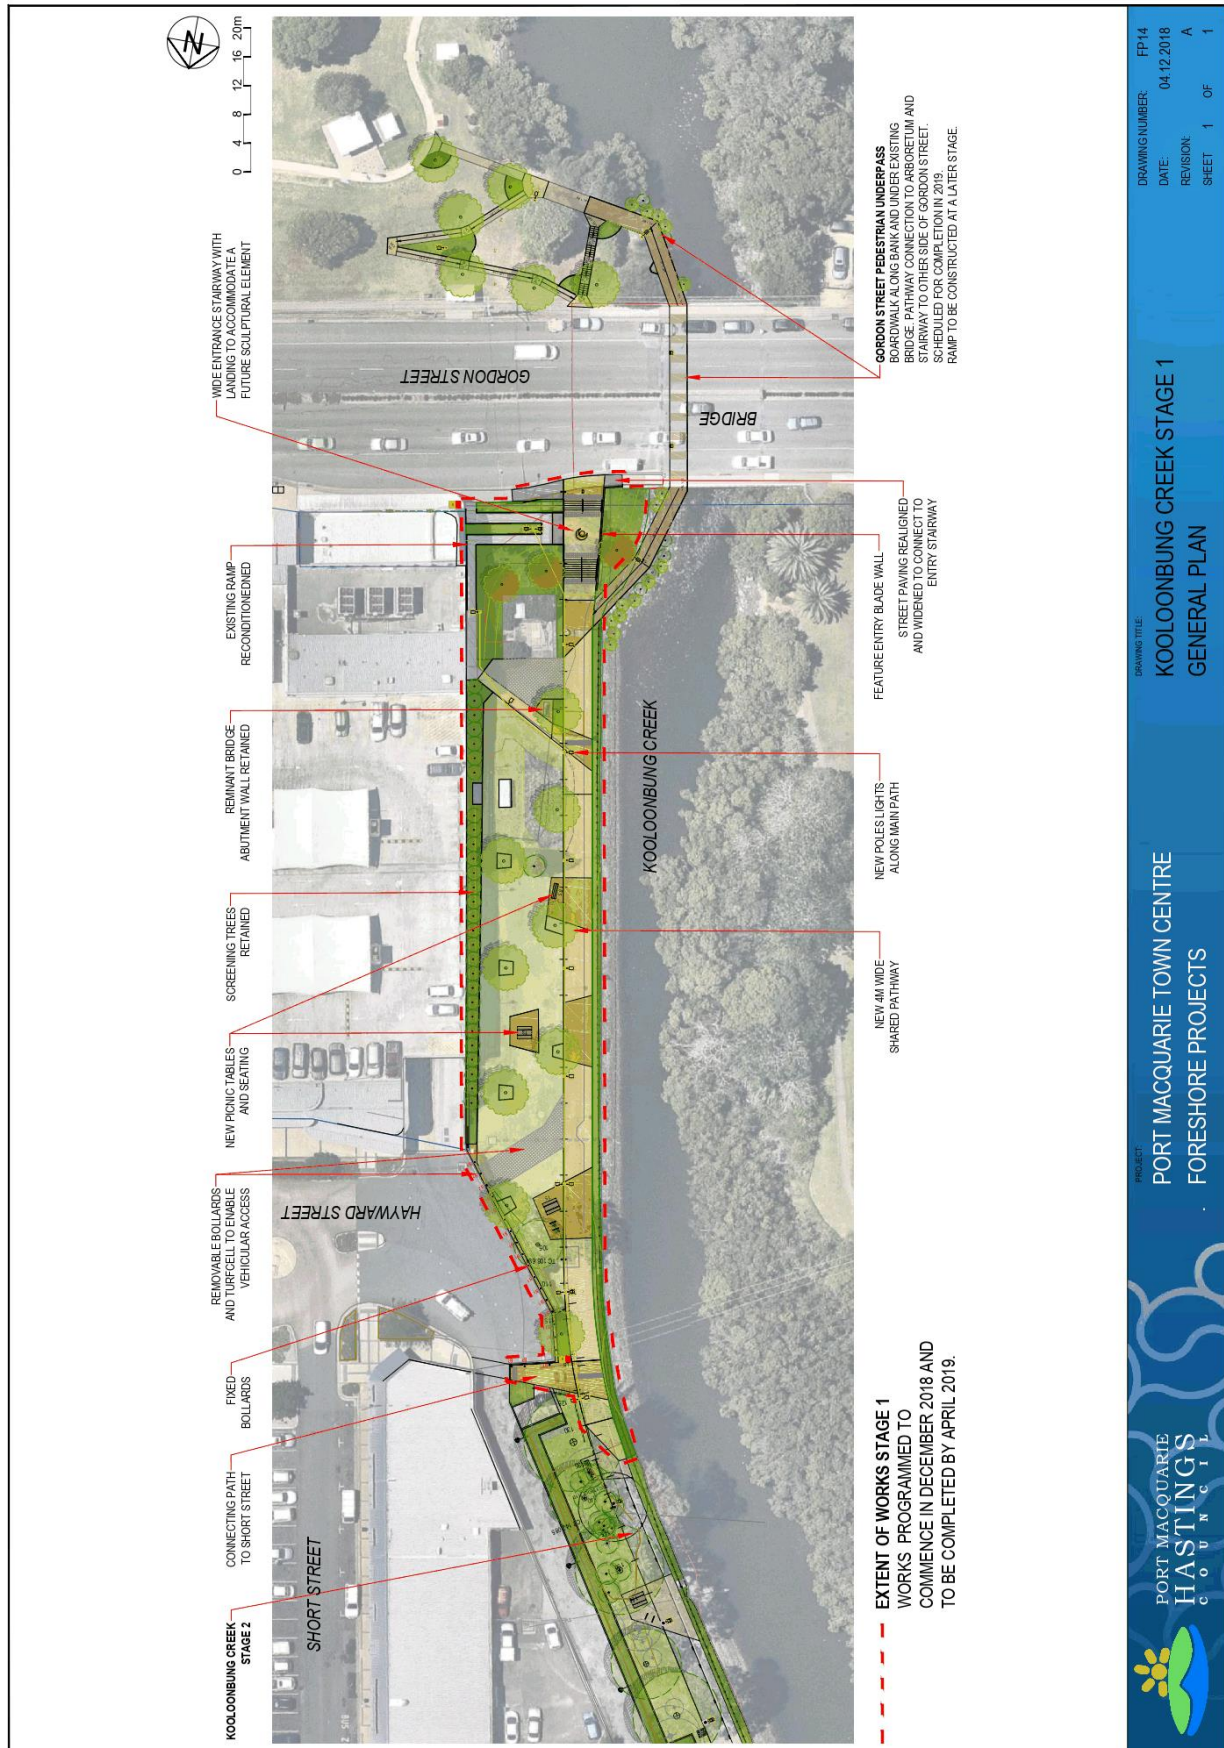 KOOLOONBUNG CREEK
STAGE 2
CONNECTING PATH
TO SHORT STREET
FIXED
BOLLARDS
REMOVABLE BOLLARDS
AND TURFCELL TO ENABLE
VEHICULAR ACCESS
NEW PICNIC TABLES
AND SEATING
SCREENING TREES
RETAINED
REMNANT BRIDGE
ABUTMENT WALL RETAINED
EXISTING RAMP
RECONDITIONEDNED
WIDE ENTRANCE STAIRWAY WITH
LANDING TO ACCOMMODATE A
FUTURE SCULPTURAL ELEMENT
0 4 8 12 16 20m
N
SHORT STREET
HAYWARD STREET
GORDON STREET
BRIDGE
KOOLOONBUNG CREEK
EXTENT OF WORKS STAGE 1
WORKS PROGRAMMED TO
COMMENCE IN DECEMBER 2018 AND
TO BE COMPLETED BY APRIL 2019.
NEW 4M WIDE
SHARED PATHWAY
NEW POLES LIGHTS
ALONG MAIN PATH
FEATURE ENTRY BLADE WALL
STREET PAVING REALIGNED
AND WIDENED TO CONNECT TO
ENTRY STAIRWAY
GORDON STREET PEDESTRIAN UNDERPASS
BOARDWALK ALONG BANK AND UNDER EXISTING
BRIDGE. PATHWAY CONNECTION TO ARBORETUM AND
STAIRWAY TO OTHER SIDE OF GORDON STREET.
SCHEDULED FOR COMPLETION IN 2019.
RAMP TO BE CONSTRUCTED AT A LATER STAGE.
PORT MACQUARIE
HASTINGS
COUNCIL
PROJECT:
PORT MACQUARIE TOWN CENTRE
FORESHORE PROJECTS
DRAWING TITLE:
KOOLOONBUNG CREEK STAGE 1
GENERAL PLAN
DRAWING NUMBER: FP14
DATE: 04.12.2018
REVISION: A
SHEET 1 OF 1